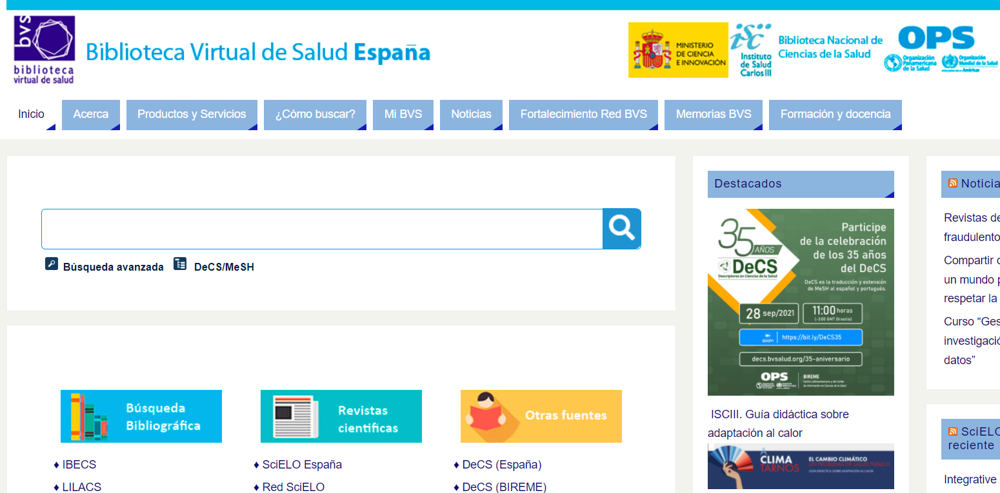 bvs
biblioteca
virtual de salud
Biblioteca Virtual de Salud España
MINISTERIO
DE CIENCIA
E INNOVACIÓN
isc
Instituto
de Salud
Carlos III
Biblioteca Nacional de
Ciencias de la Salud
OPS
Organización
Panamericana
de la Salud
Organización
Mundial de la Salud
Américas
Inicio
Acerca
Productos y Servicios
¿Cómo buscar?
Mi BVS
Noticias
Fortalecimiento Red BVS
Memorias BVS
Formación y docencia
Búsqueda avanzada
DeCS/MeSH
Búsqueda
Bibliográfica
Revistas
científicas
Otras fuentes
♦ IBECS
♦ LILACS
♦ SciELO España
♦ Red SciELO
♦ DeCS (España)
♦ DeCS (BIREME)
Destacados
35
AÑOS
DeCS
Descriptores en Ciencias de la Salud
Participe
de la celebración
de los 35 años
del DeCS
DeCS es la traducción y extensión
de MeSH al español y portugués.
28 sep/2021
11:00 horas
(-3:00 GMT Brasilia)
zoom
https://bit.ly/DeCS35
decs.bvsalud.org/35-aniversario
OPS
BIREME
Centro Latinoamericano y del Caribe
de Información en Ciencias de la Salud
ISCIII. Guía didáctica sobre
adaptación al calor
A
CLIMA
TARNOS
EL CAMBIO CLIMÁTICO
UN PROBLEMA DE SALUD PÚBLICA
GUÍA DIDÁCTICA SOBRE ADAPTACIÓN AL CALOR
Noticia
Revistas de
fraudulento
Compartir
un mundo
respetar la
Curso “Ges
investigació
datos”
SciELO
reciente
Integrative